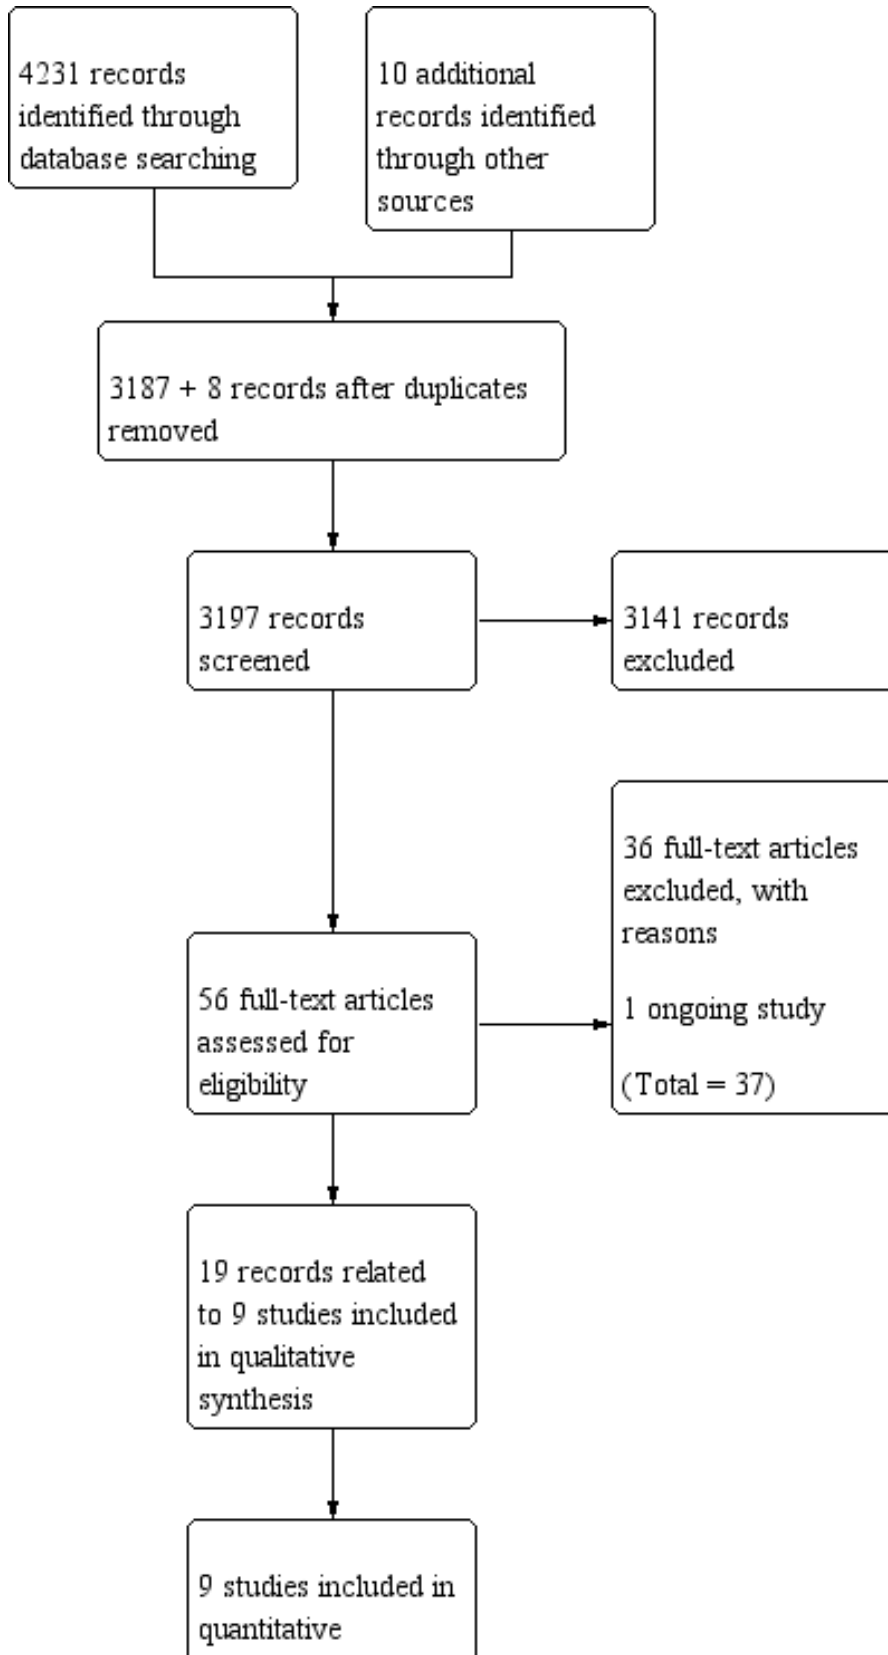 4231 records
identified through
database searching
10 additional
records identified
through other
sources
3187 + 8 records after duplicates
removed
3197 records
screened
3141 records
excluded
56 full-text articles
assessed for
eligibility
36 full-text articles
excluded, with
reasons
1 ongoing study
(Total = 37)
19 records related
to 9 studies included
in qualitative
synthesis
9 studies included in
quantitative